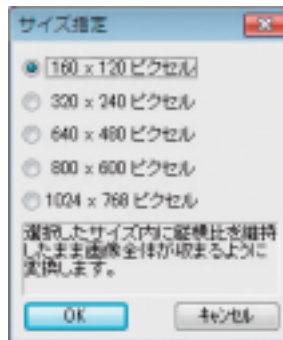 サイズ指定
160 x 120 ピクセル
320 x 240 ピクセル
640 x 480 ピクセル
800 x 600 ピクセル
1024 x 768 ピクセル
選択したサイズ内に縦横比を維持
したまま画像全体が収まるように
変換します。
OK
キャンセル